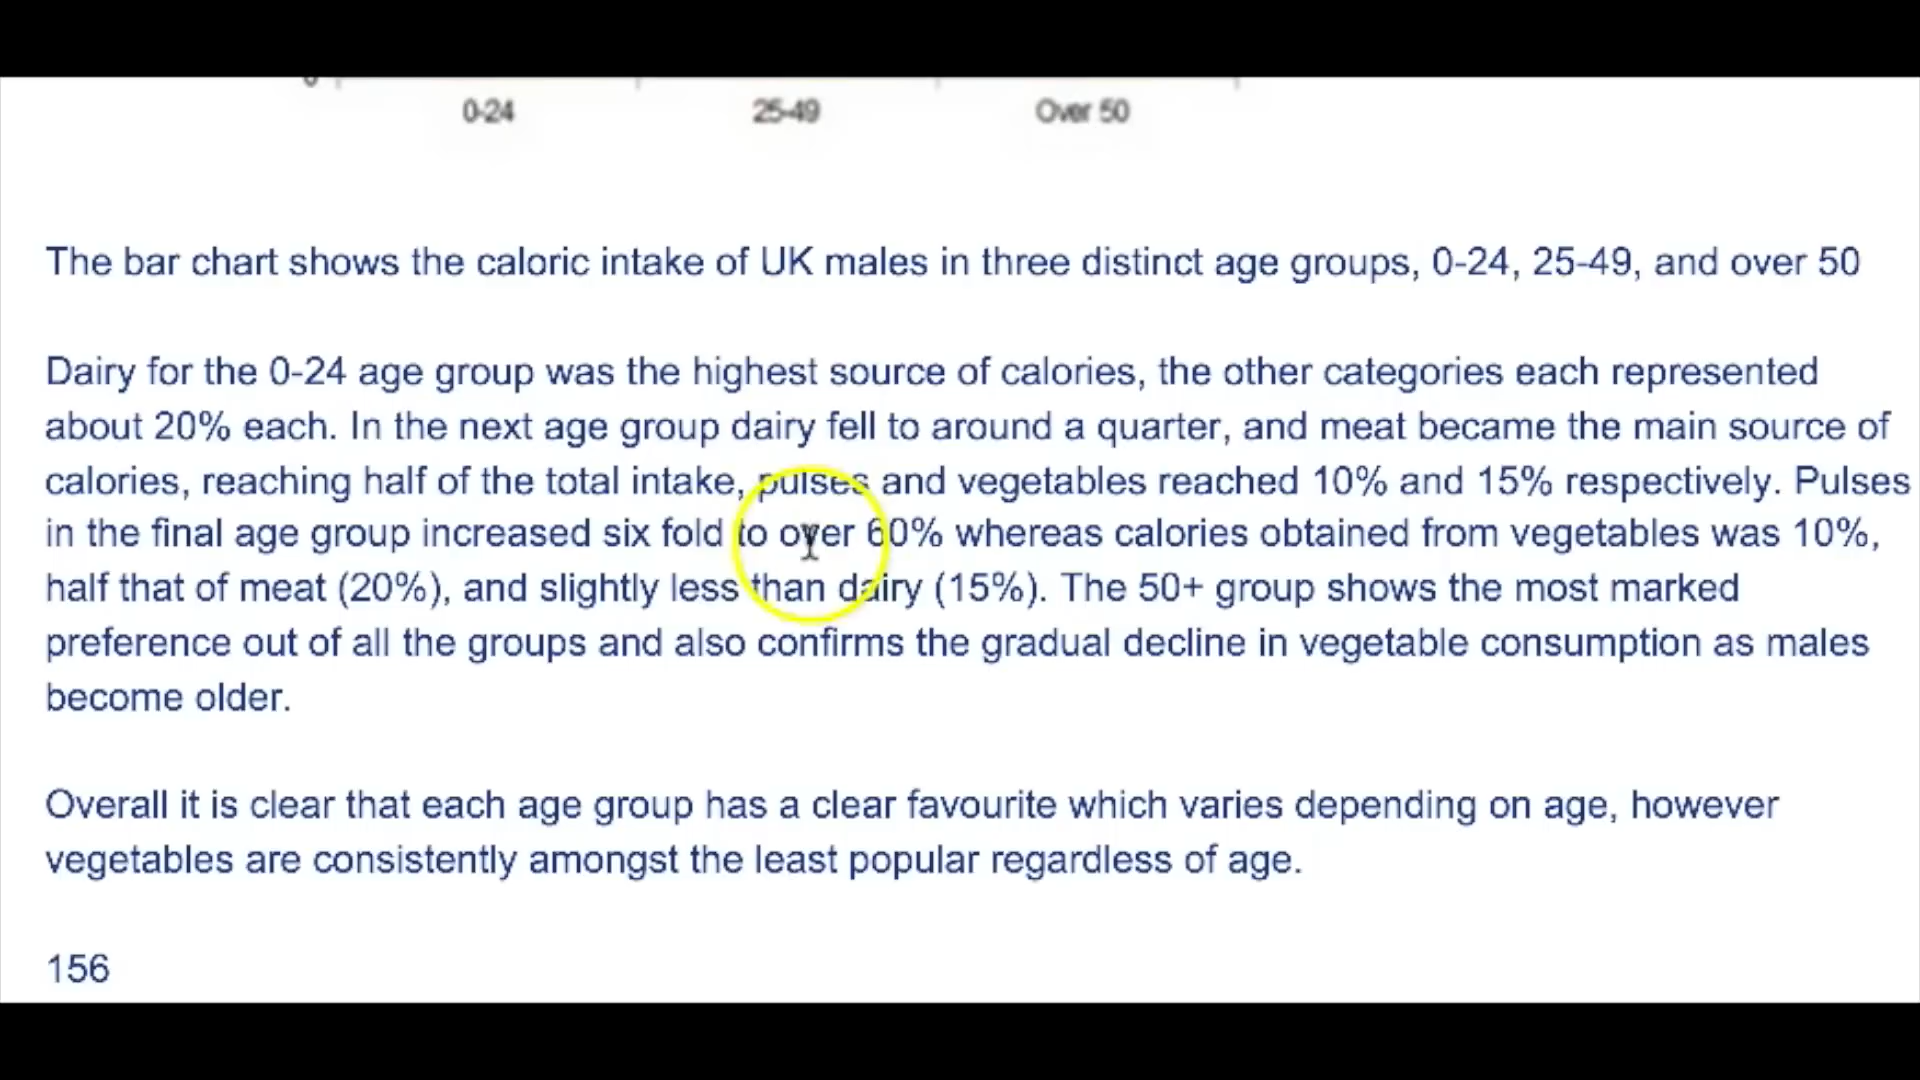 0-24 25-49 Over 50
The bar chart shows the caloric intake of UK males in three distinct age groups, 0-24, 25-49, and over 50
Dairy for the 0-24 age group was the highest source of calories, the other categories each represented
about 20% each. In the next age group dairy fell to around a quarter, and meat became the main source of
calories, reaching half of the total intake, pulses and vegetables reached 10% and 15% respectively. Pulses
in the final age group increased six fold to over 60% whereas calories obtained from vegetables was 10%,
half that of meat (20%), and slightly less than dairy (15%). The 50+ group shows the most marked
preference out of all the groups and also confirms the gradual decline in vegetable consumption as males
become older.
Overall it is clear that each age group has a clear favourite which varies depending on age, however
vegetables are consistently amongst the least popular regardless of age.
156